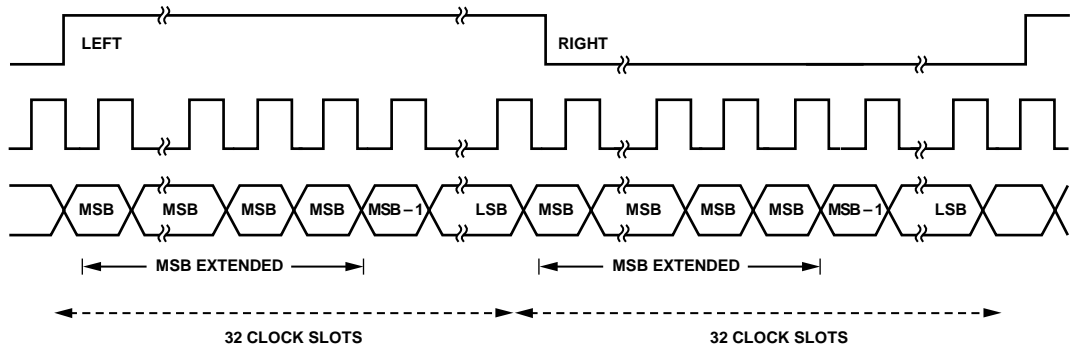 LEFT
RIGHT
MSB MSB MSB MSB MSB – 1 LSB MSB MSB MSB MSB MSB – 1 LSB
MSB EXTENDED MSB EXTENDED
32 CLOCK SLOTS 32 CLOCK SLOTS